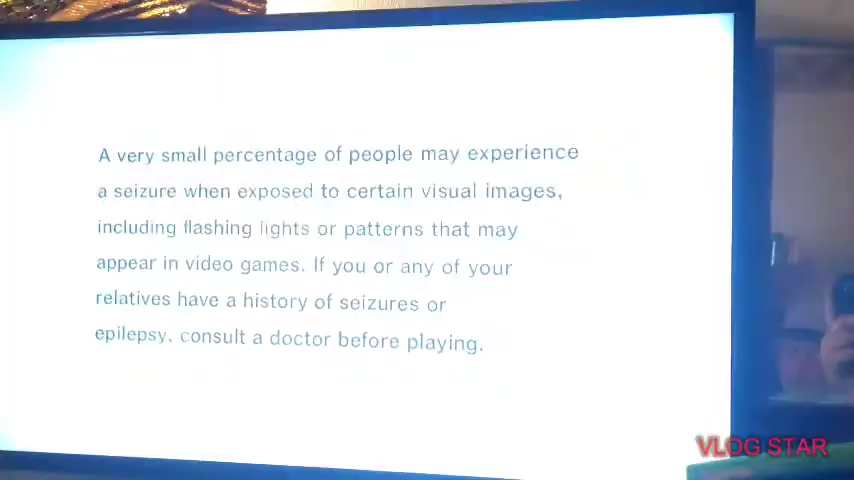 A very small percentage of people may experience
a seizure when exposed to certain visual images,
including flashing lights or patterns that may
appear in video games. If you or any of your
relatives have a history of seizures or
epilepsy, consult a doctor before playing.
VLOG STAR